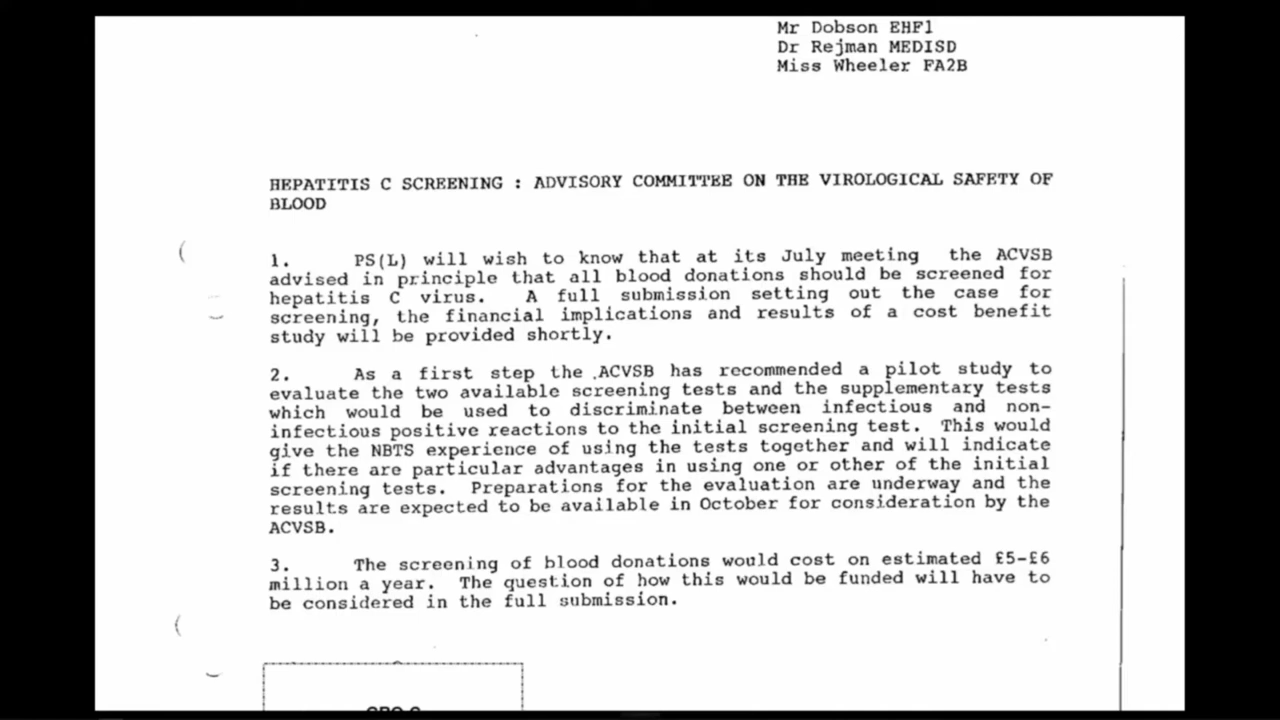 Mr Dobson EHF1
Dr Rejman MEDISD
Miss Wheeler FA2B
HEPATITIS C SCREENING : ADVISORY COMMITTEE ON THE VIROLOGICAL SAFETY OF
BLOOD
1. PS(L) will wish to know that at its July meeting the ACVSB
advised in principle that all blood donations should be screened for
hepatitis C virus. A full submission setting out the case for
screening, the financial implications and results of a cost benefit
study will be provided shortly.
2. As a first step the ACVSB has recommended a pilot study to
evaluate the two available screening tests and the supplementary tests
which would be used to discriminate between infectious and non-
infectious positive reactions to the initial screening test. This would
give the NBTS experience of using the tests together and will indicate
if there are particular advantages in using one or other of the initial
screening tests. Preparations for the evaluation are underway and the
results are expected to be available in October for consideration by the
ACVSB.
3. The screening of blood donations would cost on estimated £5-£6
million a year. The question of how this would be funded will have to
be considered in the full submission.